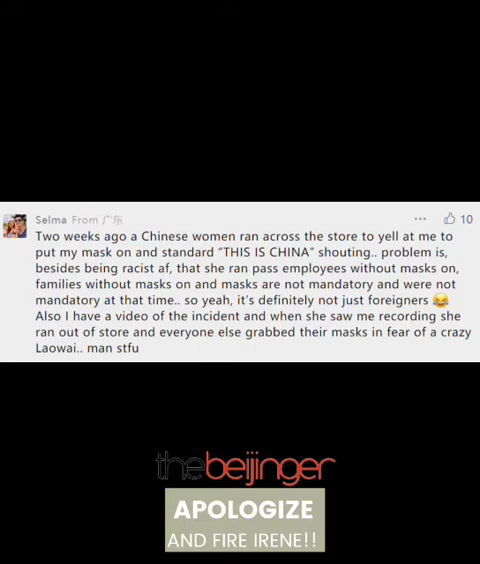 Selma From 广东
10
Two weeks ago a Chinese women ran across the store to yell at me to
put my mask on and standard “THIS IS CHINA” shouting.. problem is,
besides being racist af, that she ran pass employees without masks on,
families without masks on and masks are not mandatory and were not
mandatory at that time.. so yeah, it's definitely not just foreigners 😂
Also I have a video of the incident and when she saw me recording she
ran out of store and everyone else grabbed their masks in fear of a crazy
Laowai.. man stfu
thebeijinger
APOLOGIZE
AND FIRE IRENE!!